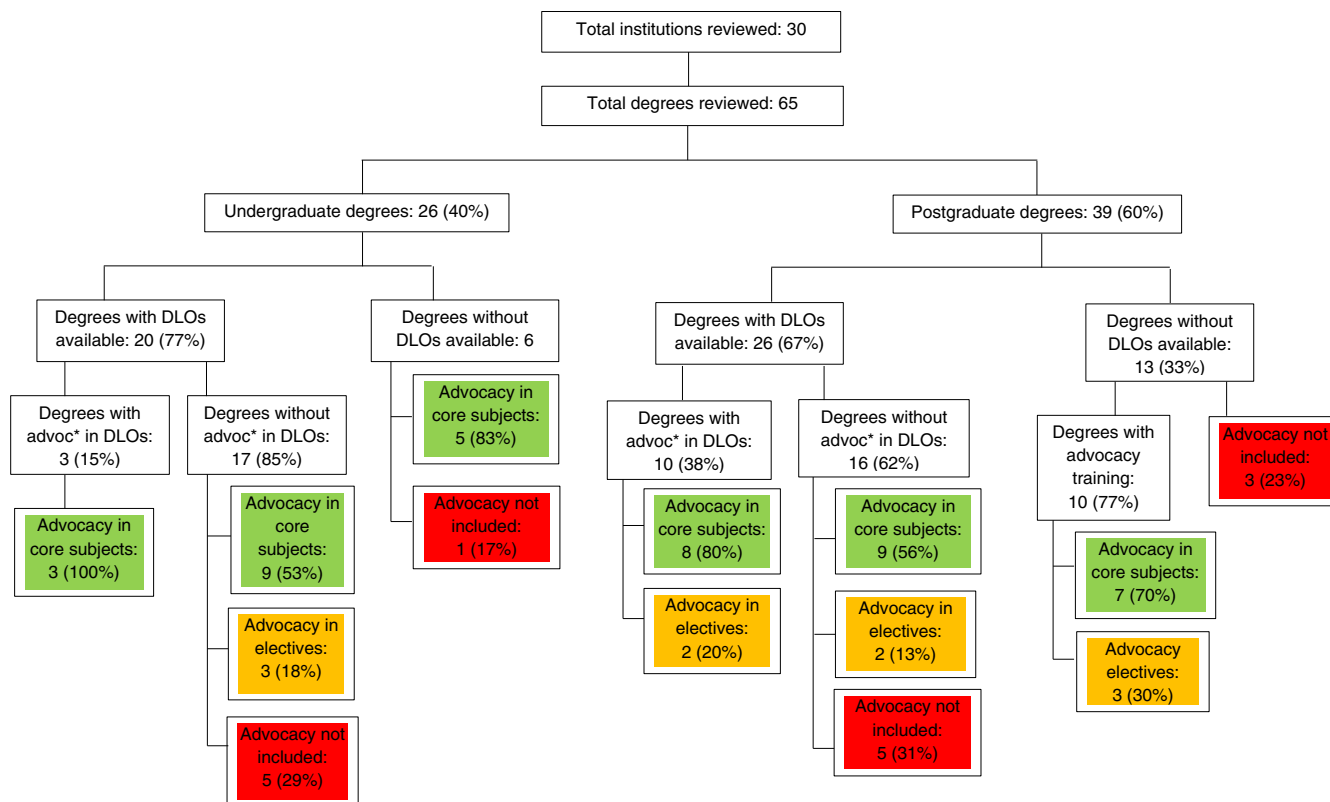 Total institutions reviewed: 30
Total degrees reviewed: 65
Undergraduate degrees: 26 (40%)
Postgraduate degrees: 39 (60%)
Degrees with DLOs
available: 20 (77%)
Degrees without
DLOs available: 6
Degrees with DLOs
available: 26 (67%)
Degrees without
DLOs available:
13 (33%)
Degrees with
advoc* in DLOs:
3 (15%)
Degrees without
advoc* in DLOs:
17 (85%)
Advocacy in
core subjects:
5 (83%)
Degrees with
advoc* in DLOs:
10 (38%)
Degrees without
advoc* in DLOs:
16 (62%)
Degrees with
advocacy
training:
10 (77%)
Advocacy not
included:
3 (23%)
Advocacy in
core subjects:
3 (100%)
Advocacy in
core
subjects:
9 (53%)
Advocacy not
included:
1 (17%)
Advocacy in
core subjects:
8 (80%)
Advocacy in
core subjects:
9 (56%)
Advocacy in
core subjects:
7 (70%)
Advocacy in
electives:
3 (18%)
Advocacy in
electives:
2 (20%)
Advocacy in
electives:
2 (13%)
Advocacy
electives:
3 (30%)
Advocacy not
included:
5 (29%)
Advocacy not
included:
5 (31%)